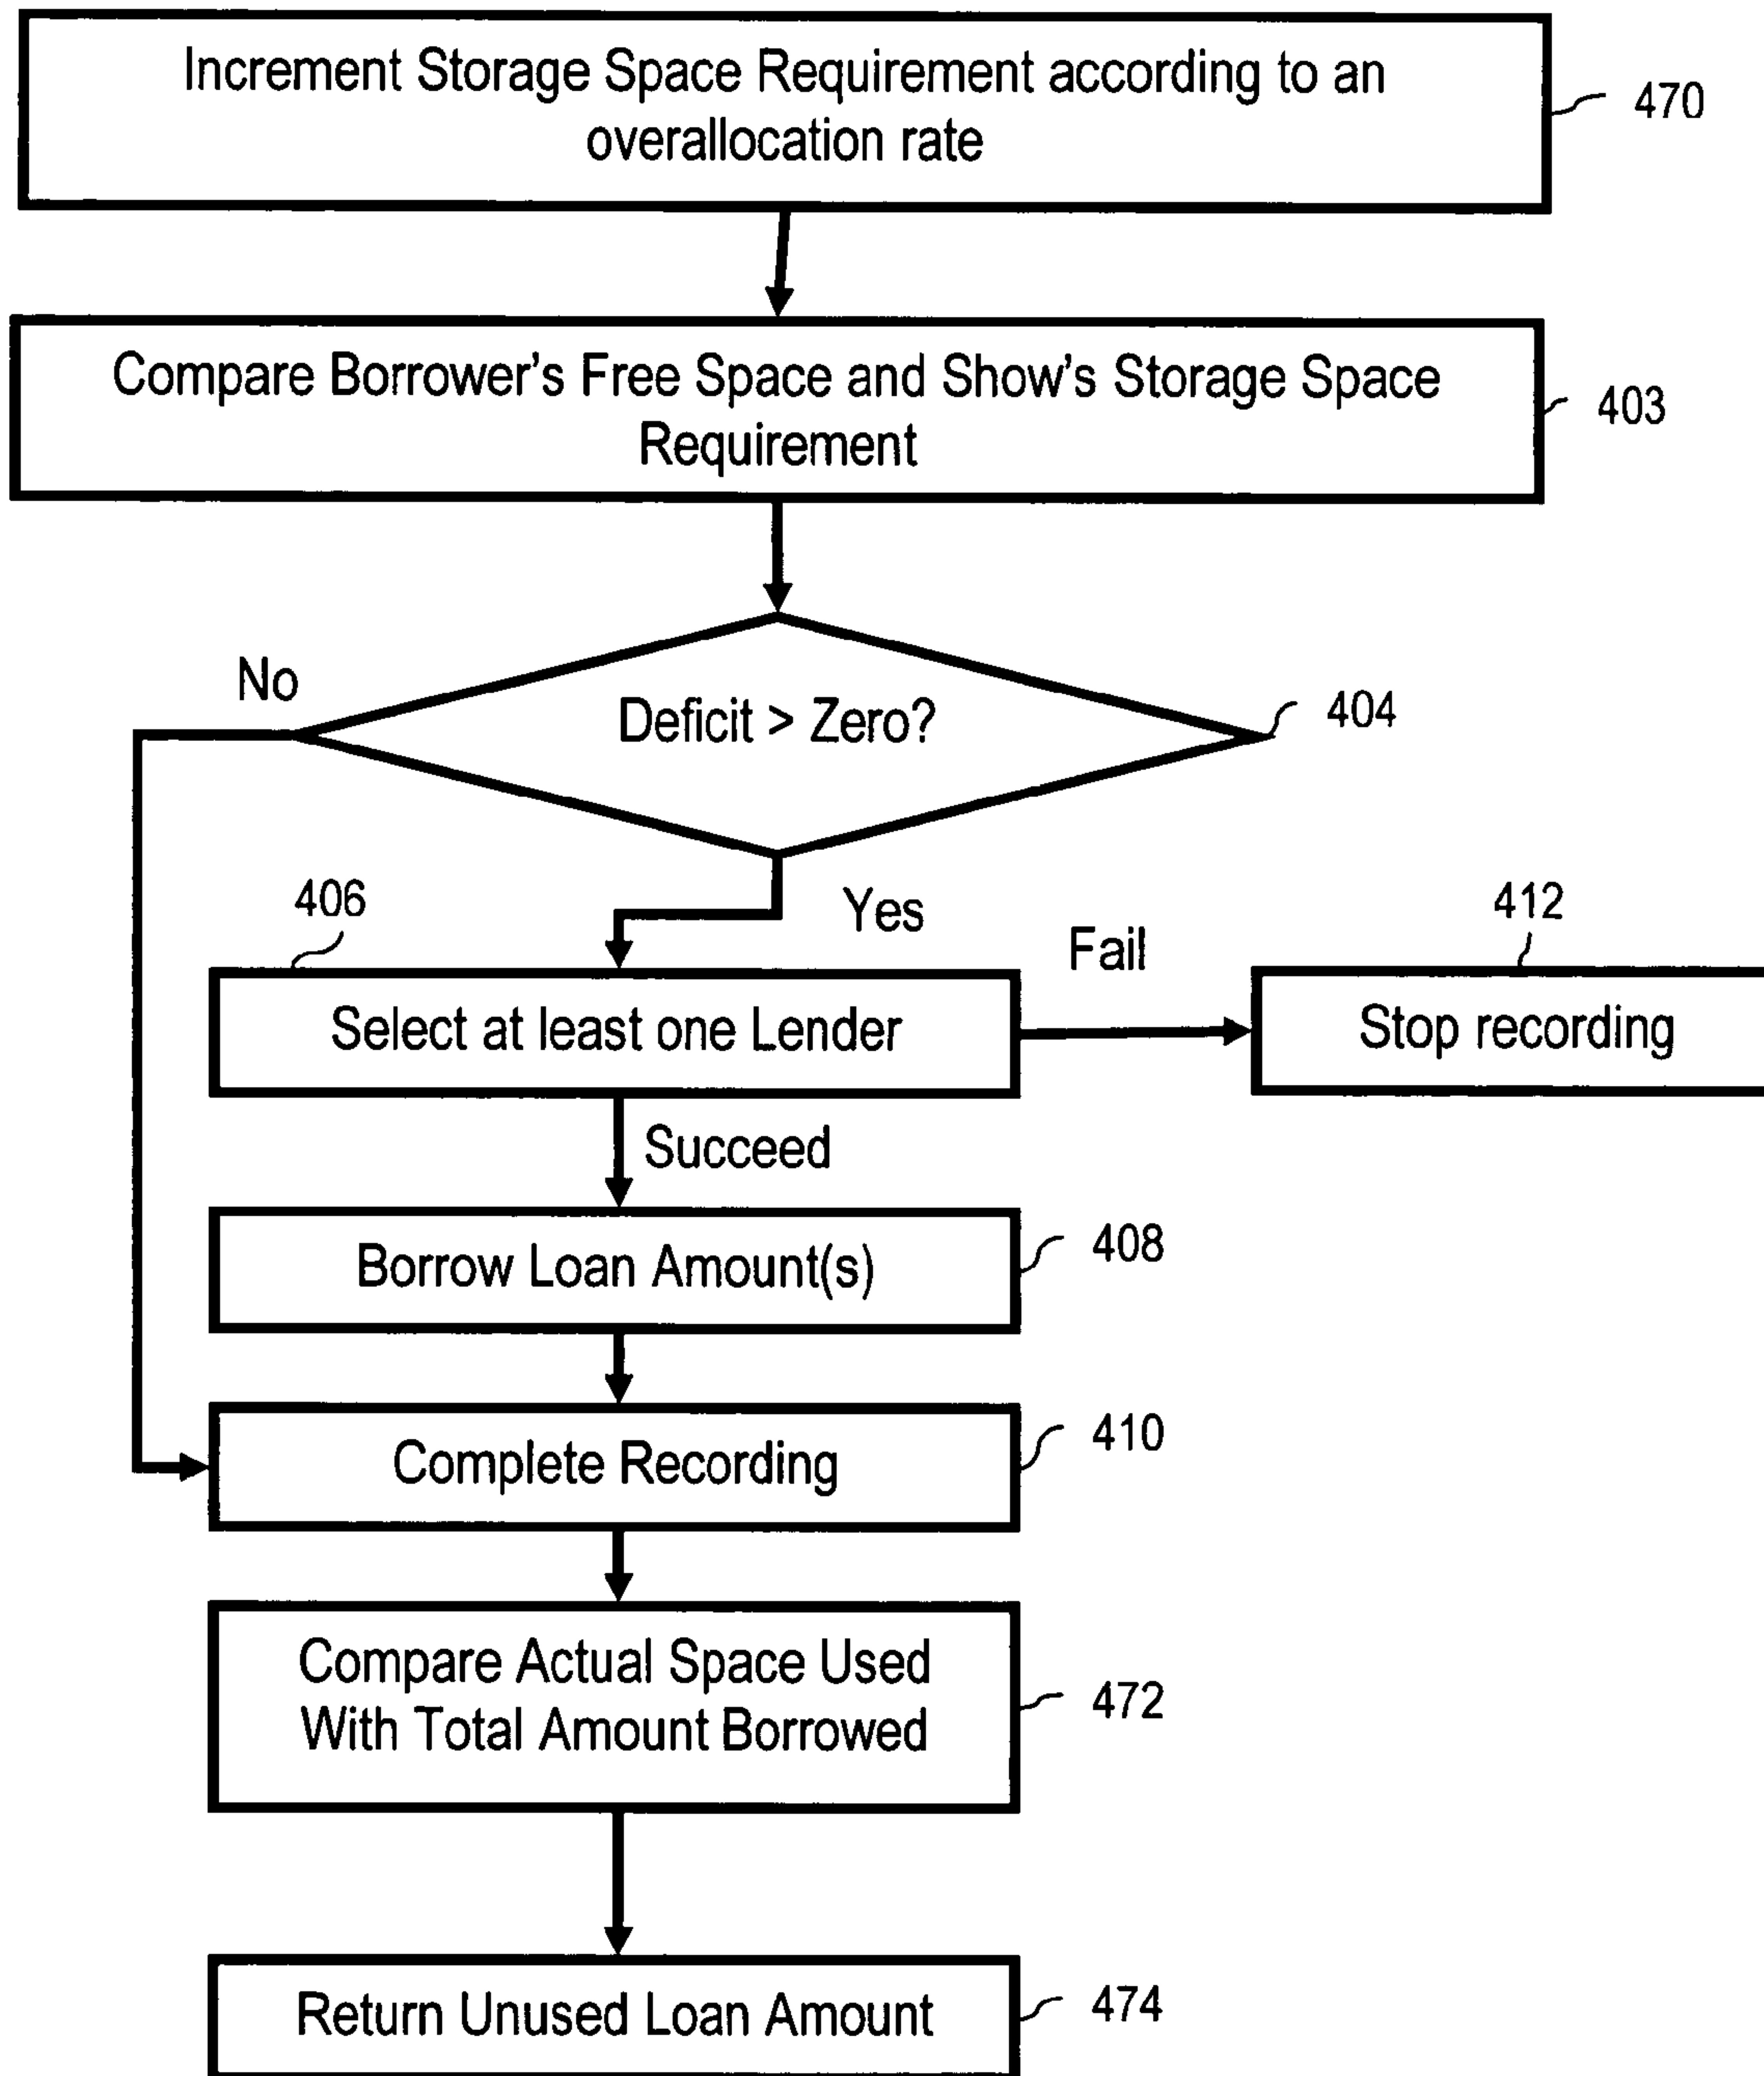 Increment Storage Space Requirement according to an
overallocation rate
470
Compare Borrower's Free Space and Show's Storage Space
Requirement
403
No
Deficit > Zero?
404
406
Yes
Fail
412
Select at least one Lender
Stop recording
Succeed
Borrow Loan Amount(s)
408
Complete Recording
410
Compare Actual Space Used
With Total Amount Borrowed
472
Return Unused Loan Amount
474